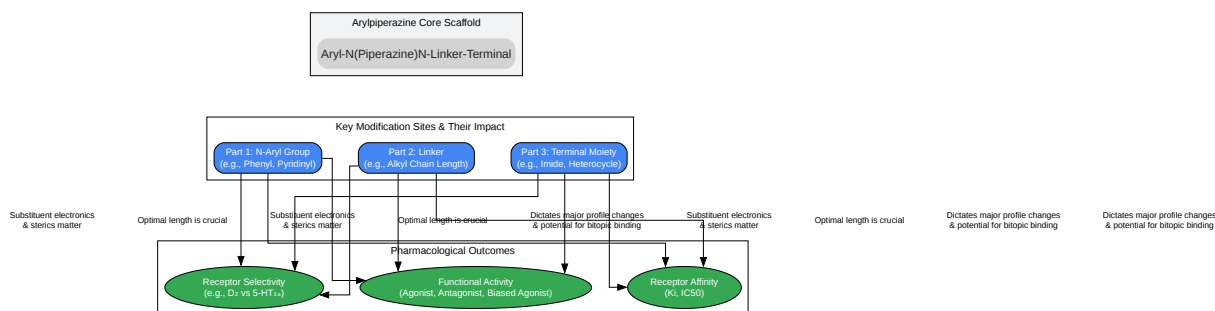 Arylpiperazine Core Scaffold
Aryl-N(Piperazine)N-Linker-Terminal
Key Modification Sites & Their Impact
Part 1: N-Aryl Group
(e.g., Phenyl, Pyridinyl)
Part 2: Linker
(e.g., Alkyl Chain Length)
Part 3: Terminal Moiety
(e.g., Imide, Heterocycle)
Substituent electronics
& sterics matter
Optimal length is crucial
Substituent electronics
& sterics matter
Optimal length is crucial
Dictates major profile changes
& potential for bitopic binding
Substituent electronics
& sterics matter
Optimal length is crucial
Dictates major profile changes
& potential for bitopic binding
Dictates major profile changes
& potential for bitopic binding
Pharmacological Outcomes
Receptor Selectivity
(e.g., D₂ vs 5-HT₁ₐ)
Functional Activity
(Agonist, Antagonist, Biased Agonist)
Receptor Affinity
(Ki, IC50)